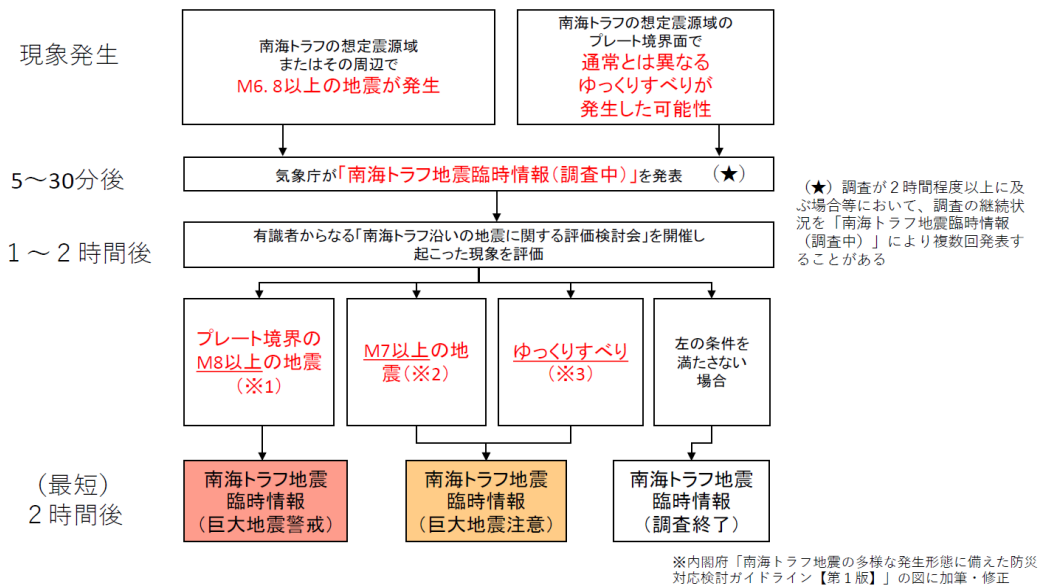 現象発生
南海トラフの想定震源域
またはその周辺で
M6.8以上の地震が発生
南海トラフの想定震源域の
プレート境界面で
通常とは異なる
ゆっくりすべりが
発生した可能性
5～30分後
気象庁が「南海トラフ地震臨時情報(調査中)」を発表 (★)
(★)調査が2時間程度以上に及
ぶ場合等において、調査の継続状
況を「南海トラフ地震臨時情報
(調査中)」により複数回発表す
ることがある
1～2時間後
有識者からなる「南海トラフ沿いの地震に関する評価検討会」を開催し
起こった現象を評価
プレート境界の
M8以上の地震
(※1)
M7以上の地
震(※2)
ゆっくりすべり
(※3)
左の条件を
満たさない
場合
(最短)
2時間後
南海トラフ地震
臨時情報
(巨大地震警戒)
南海トラフ地震
臨時情報
(巨大地震注意)
南海トラフ地震
臨時情報
(調査終了)
※内閣府「南海トラフ地震の多様な発生形態に備えた防災
対応検討ガイドライン【第1版】」の図に加筆・修正